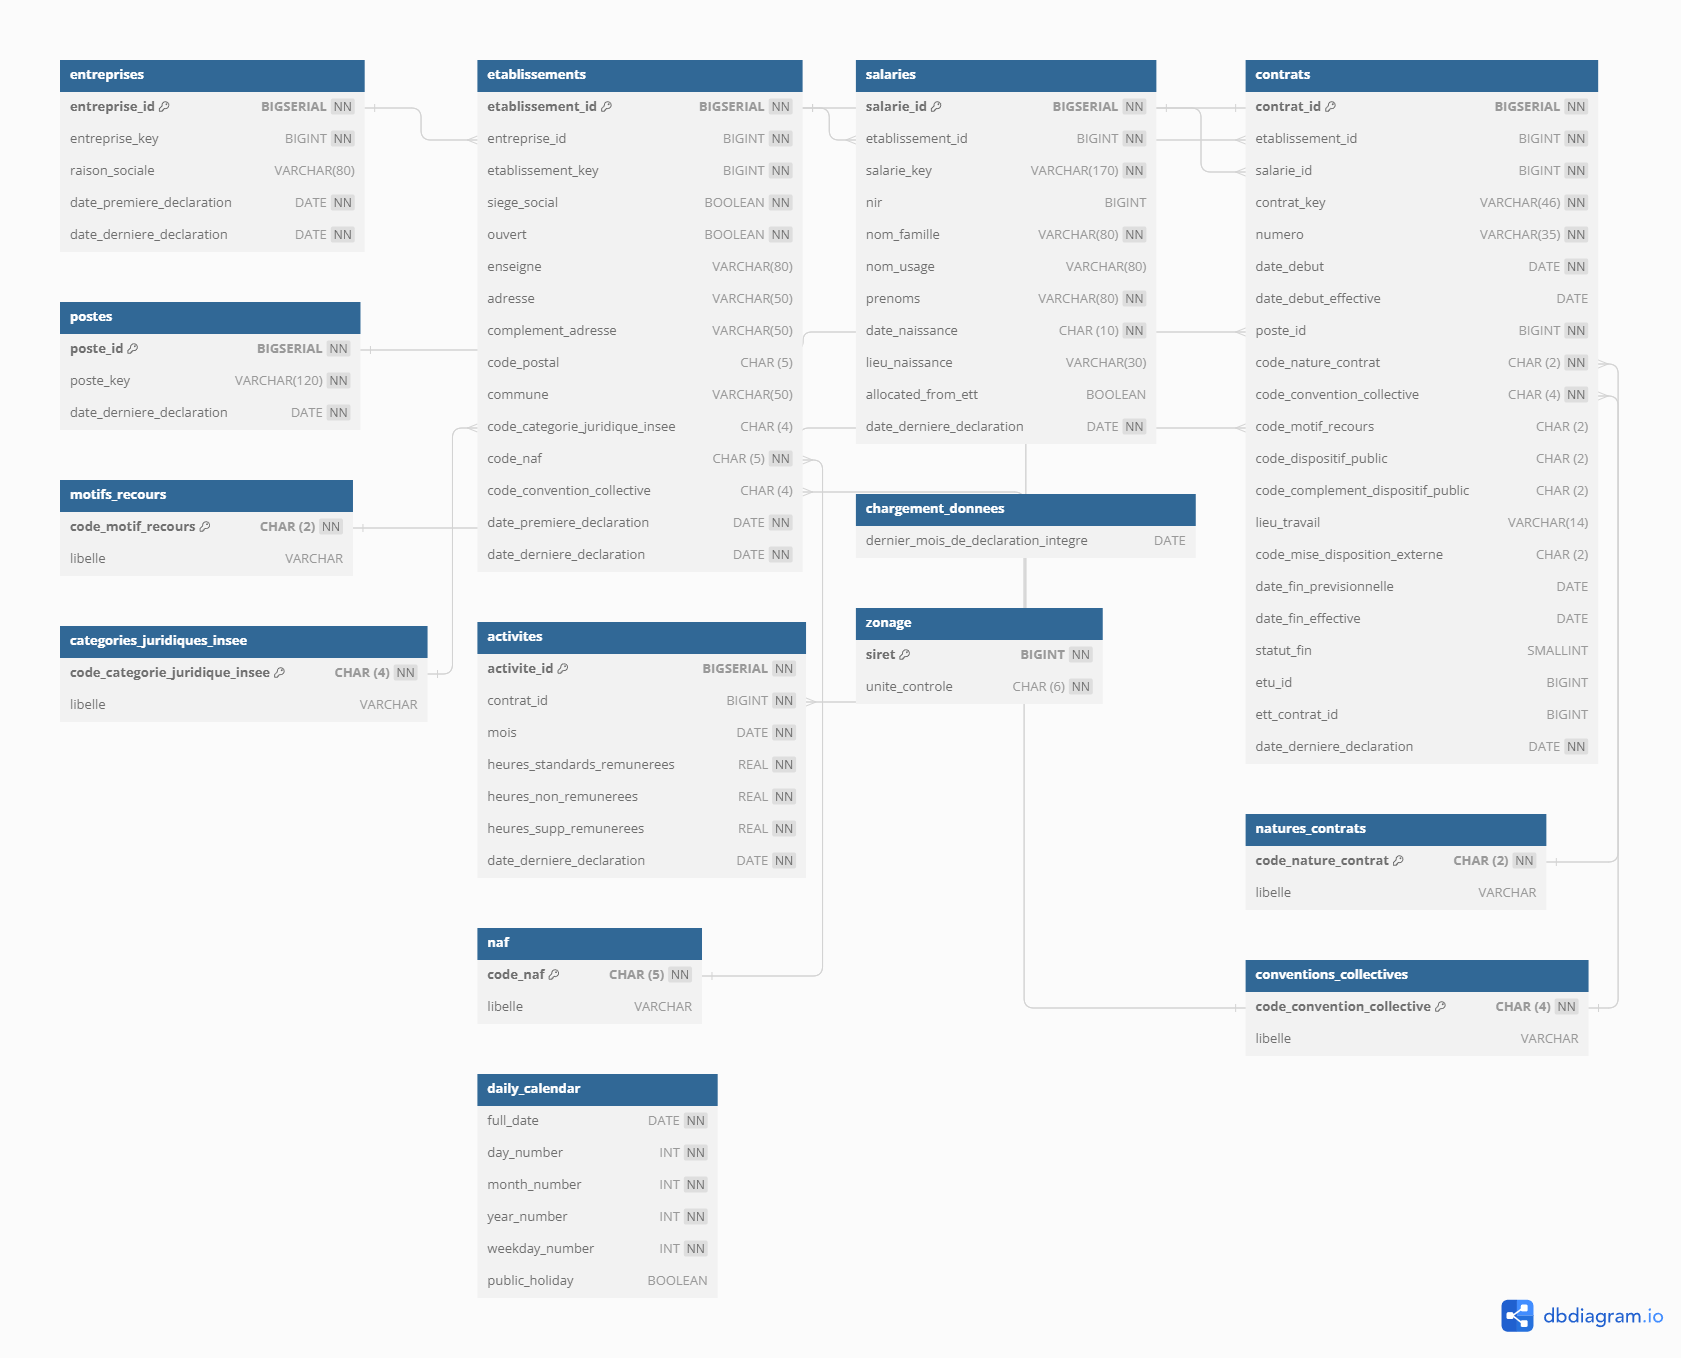 entreprises
entreprise_id BIGSERIAL NN
entreprise_key BIGINT NN
raison_sociale VARCHAR(80)
date_premiere_declaration DATE NN
date_derniere_declaration DATE NN
postes
poste_id BIGSERIAL NN
poste_key VARCHAR(120) NN
date_derniere_declaration DATE NN
motifs_recours
code_motif_recours CHAR (2) NN
libelle VARCHAR
categories_juridiques_insee
code_categorie_juridique_insee CHAR (4) NN
libelle VARCHAR
etablissements
etablissement_id BIGSERIAL NN
entreprise_id BIGINT NN
etablissement_key BIGINT NN
siege_social BOOLEAN NN
ouvert BOOLEAN NN
enseigne VARCHAR(80)
adresse VARCHAR(50)
complement_adresse VARCHAR(50)
code_postal CHAR (5)
commune VARCHAR(50)
code_categorie_juridique_insee CHAR (4)
code_naf CHAR (5) NN
code_convention_collective CHAR (4)
date_premiere_declaration DATE NN
date_derniere_declaration DATE NN
activites
activite_id BIGSERIAL NN
contrat_id BIGINT NN
mois DATE NN
heures_standards_remunerees REAL NN
heures_non_remunerees REAL NN
heures_supp_remunerees REAL NN
date_derniere_declaration DATE NN
naf
code_naf CHAR (5) NN
libelle VARCHAR
daily_calendar
full_date DATE NN
day_number INT NN
month_number INT NN
year_number INT NN
weekday_number INT NN
public_holiday BOOLEAN
salaries
salarie_id BIGSERIAL NN
etablissement_id BIGINT NN
salarie_key VARCHAR(170) NN
nir BIGINT
nom_famille VARCHAR(80) NN
nom_usage VARCHAR(80)
prenoms VARCHAR(80) NN
date_naissance CHAR (10) NN
lieu_naissance VARCHAR(30)
allocated_from_ett BOOLEAN
date_derniere_declaration DATE NN
chargement_donnees
dernier_mois_de_declaration_integre DATE
zonage
siret BIGINT NN
unite_controle CHAR (6) NN
contrats
contrat_id BIGSERIAL NN
etablissement_id BIGINT NN
salarie_id BIGINT NN
contrat_key VARCHAR(46) NN
numero VARCHAR(35) NN
date_debut DATE NN
date_debut_effective DATE
poste_id BIGINT NN
code_nature_contrat CHAR (2) NN
code_convention_collective CHAR (4) NN
code_motif_recours CHAR (2)
code_dispositif_public CHAR (2)
code_complement_dispositif_public CHAR (2)
lieu_travail VARCHAR(14)
code_mise_disposition_externe CHAR (2)
date_fin_previsionnelle DATE
date_fin_effective DATE
statut_fin SMALLINT
etu_id BIGINT
ett_contrat_id BIGINT
date_derniere_declaration DATE NN
natures_contrats
code_nature_contrat CHAR (2) NN
libelle VARCHAR
conventions_collectives
code_convention_collective CHAR (4) NN
libelle VARCHAR
dbdiagram.io